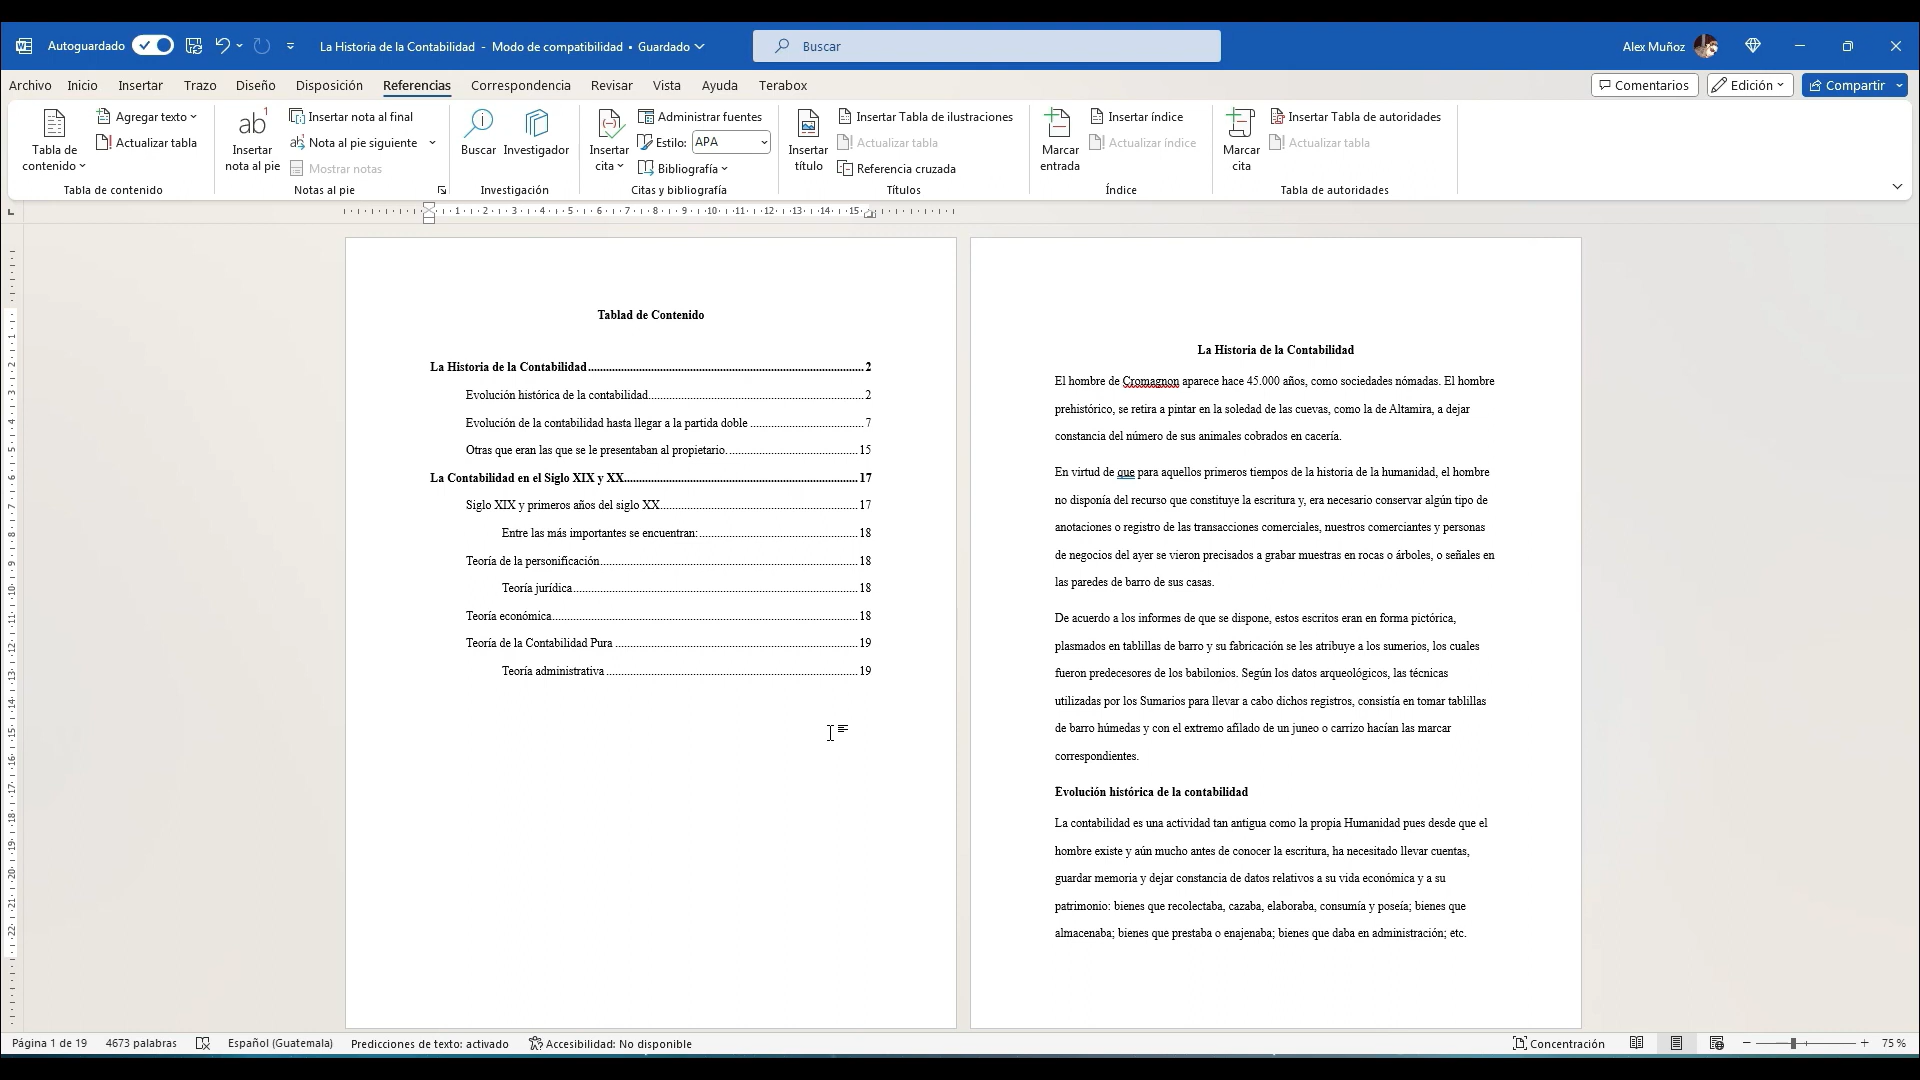 Autoguardado
La Historia de la Contabilidad - Modo de compatibilidad • Guardado
Buscar
Alex Muñoz
Archivo Inicio Insertar Trazo Diseño Disposición Referencias Correspondencia Revisar Vista Ayuda Terabox
Comentarios Edición Compartir
Tabla de contenido
Agregar texto
Actualizar tabla
Tabla de contenido
ab1
Insertar nota al pie
Insertar nota al final
Nota al pie siguiente
Mostrar notas
Notas al pie
Buscar
Investigador
Investigación
Insertar cita
Administrar fuentes
Estilo: APA
Bibliografía
Citas y bibliografía
Insertar título
Insertar Tabla de ilustraciones
Actualizar tabla
Referencia cruzada
Títulos
Marcar entrada
Insertar índice
Actualizar índice
Índice
Marcar cita
Insertar Tabla de autoridades
Actualizar tabla
Tabla de autoridades
1 2 3 4 5 6 7 8 9 10 11 12 13 14 15
Tablad de Contenido
La Historia de la Contabilidad 2
Evolución histórica de la contabilidad 2
Evolución de la contabilidad hasta llegar a la partida doble 7
Otras que eran las que se le presentaban al propietario. 15
La Contabilidad en el Siglo XIX y XX 17
Siglo XIX y primeros años del siglo XX 17
Entre las más importantes se encuentran: 18
Teoría de la personificación 18
Teoría jurídica 18
Teoría económica 18
Teoría de la Contabilidad Pura 19
Teoría administrativa 19
La Historia de la Contabilidad
El hombre de Cromagnon aparece hace 45.000 años, como sociedades nómadas. El hombre
prehistórico, se retira a pintar en la soledad de las cuevas, como la de Altamira, a dejar
constancia del número de sus animales cobrados en cacería.
En virtud de que para aquellos primeros tiempos de la historia de la humanidad, el hombre
no disponía del recurso que constituye la escritura y, era necesario conservar algún tipo de
anotaciones o registro de las transacciones comerciales, nuestros comerciantes y personas
de negocios del ayer se vieron precisados a grabar muestras en rocas o árboles, o señales en
las paredes de barro de sus casas.
De acuerdo a los informes de que se dispone, estos escritos eran en forma pictórica,
plasmados en tablillas de barro y su fabricación se les atribuye a los sumerios, los cuales
fueron predecesores de los babilonios. Según los datos arqueológicos, las técnicas
utilizadas por los Sumarios para llevar a cabo dichos registros, consistía en tomar tablillas
de barro húmedas y con el extremo afilado de un juneo o carrizo hacían las marcar
correspondientes.
Evolución histórica de la contabilidad
La contabilidad es una actividad tan antigua como la propia Humanidad pues desde que el
hombre existe y aún mucho antes de conocer la escritura, ha necesitado llevar cuentas,
guardar memoria y dejar constancia de datos relativos a su vida económica y a su
patrimonio: bienes que recolectaba, cazaba, elaboraba, consumía y poseía; bienes que
almacenaba; bienes que prestaba o enajenaba; bienes que daba en administración; etc.
Página 1 de 19 4673 palabras Español (Guatemala) Predicciones de texto: activado Accesibilidad: No disponible
Concentración 75 %